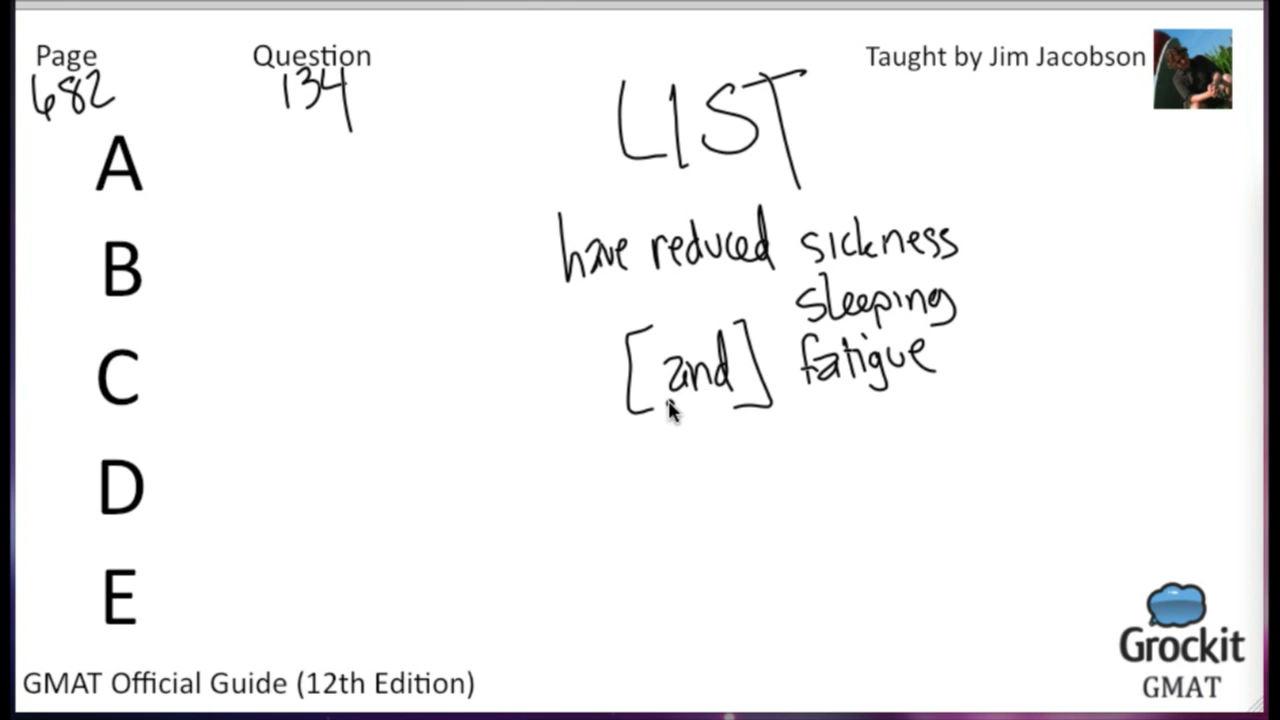 Page Question Taught by Jim Jacobson
682 134
LIST
A
have reduced sickness
B
sleeping
[and] fatigue
C
D
E
Grockit
GMAT
GMAT Official Guide (12th Edition)